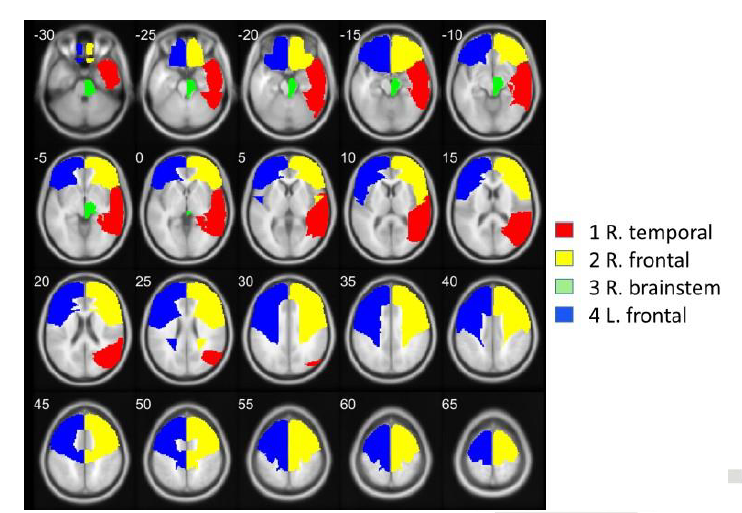 -30 -25 -20 -15 -10
-5 0 5 10 15
1 R. temporal
2 R. frontal
3 R. brainstem
4 L. frontal
20 25 30 35 40
45 50 55 60 65